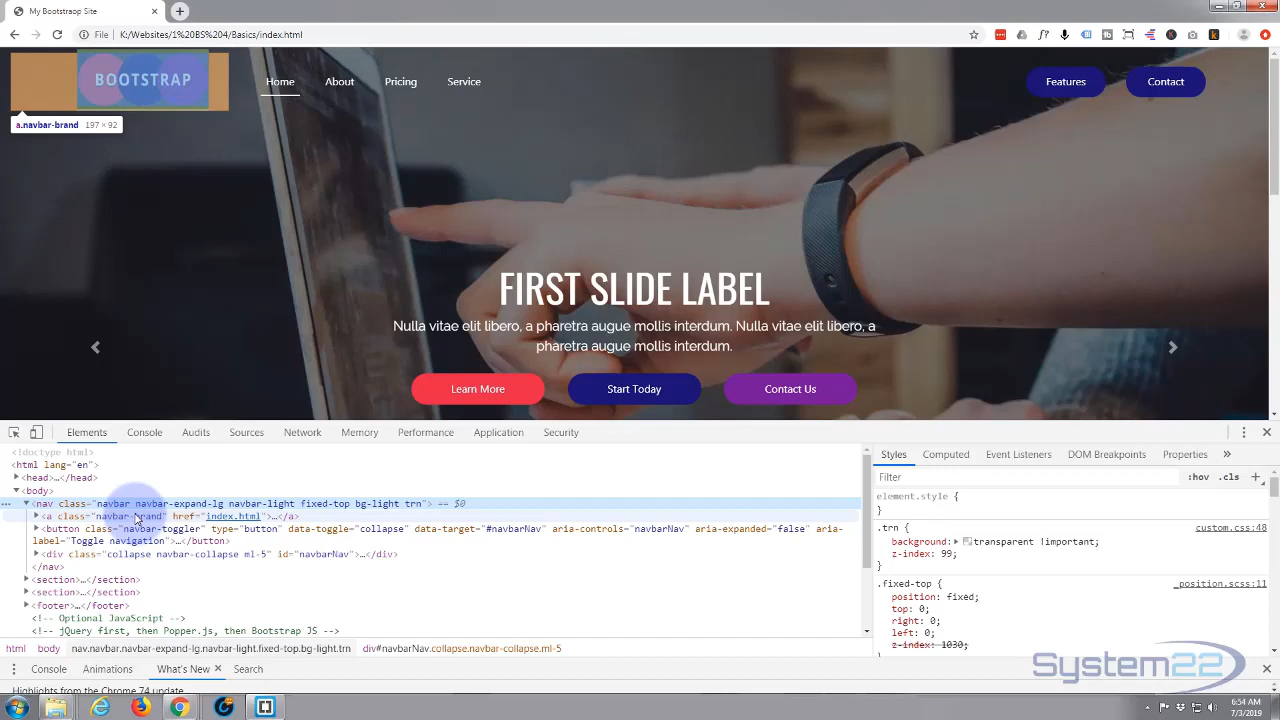 My Bootstraop Site
File | K:/Websites/1%20BS%204/Basics/index.html
BOOTSTRAP
Home About Pricing Service Features Contact
a.navbar-brand 197 × 92
FIRST SLIDE LABEL
Nulla vitae elit libero, a pharetra augue mollis interdum. Nulla vitae elit libero, a
pharetra augue mollis interdum.
Learn More Start Today Contact Us
Elements Console Audits Sources Network Memory Performance Application Security
<!doctype html>
<html lang="en">
<head>…</head>
<body>
<nav class="navbar navbar-expand-lg navbar-light fixed-top bg-light trn"> == $0
<a class="navbar-brand" href="index.html">…</a>
<button class="navbar-toggler" type="button" data-toggle="collapse" data-target="#navbarNav" aria-controls="navbarNav" aria-expanded="false" aria-
label="Toggle navigation">…</button>
<div class="collapse navbar-collapse ml-5" id="navbarNav">…</div>
</nav>
<section>…</section>
<section>…</section>
<footer>…</footer>
<!-- Optional JavaScript -->
<!-- jQuery first, then Popper.js, then Bootstrap JS -->
html body nav.navbar.navbar-expand-lg.navbar-light.fixed-top.bg-light.trn div#navbarNav.collapse.navbar-collapse.ml-5
Styles Computed Event Listeners DOM Breakpoints Properties »
Filter :hov .cls +
element.style {
}
.trn { custom.css:48
background: transparent !important;
z-index: 99;
}
.fixed-top { _position.scss:11
position: fixed;
top: 0;
right: 0;
left: 0;
z-index: 1030;
Console Animations What's New × Search
Highlights from the Chrome 74 update
System22
6:54 AM
7/3/2019